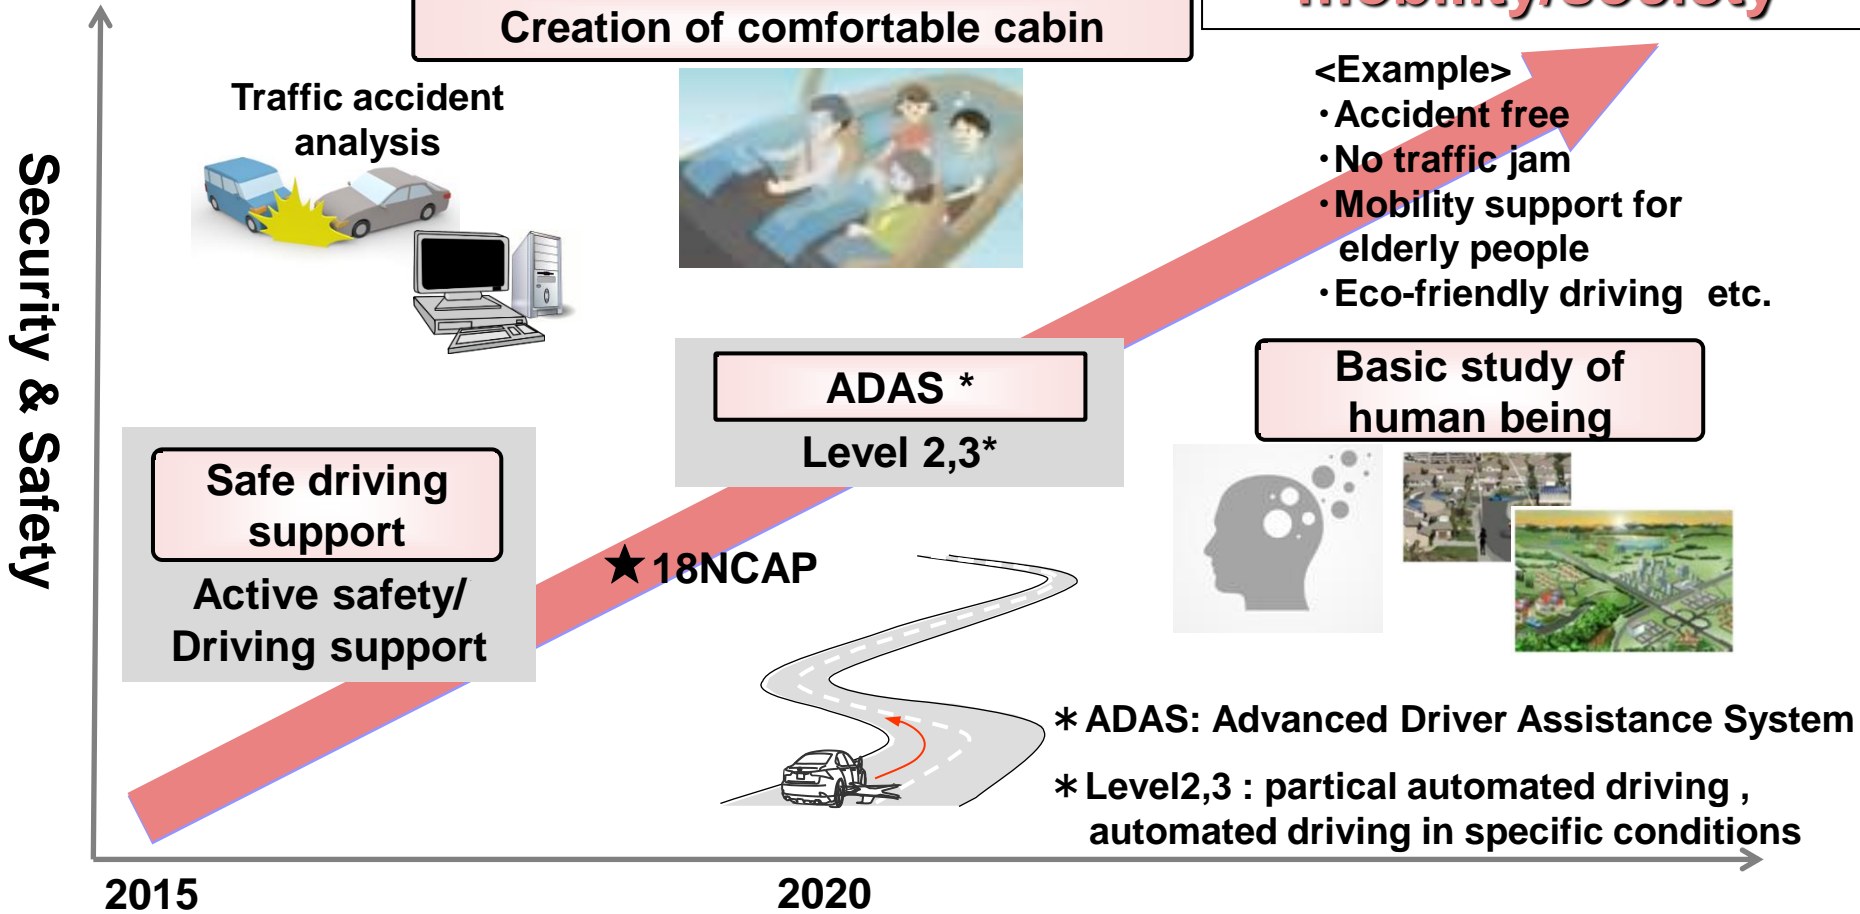 Creation of comfortable cabin
mobility/society
Traffic accident
analysis
<Example>
・Accident free
・No traffic jam
・Mobility support for
elderly people
・Eco-friendly driving etc.
Security & Safety
ADAS *
Level 2,3*
Basic study of
human being
Safe driving
support
Active safety/
Driving support
★18NCAP
＊ADAS: Advanced Driver Assistance System
＊Level2,3 : partical automated driving ,
automated driving in specific conditions
2015
2020